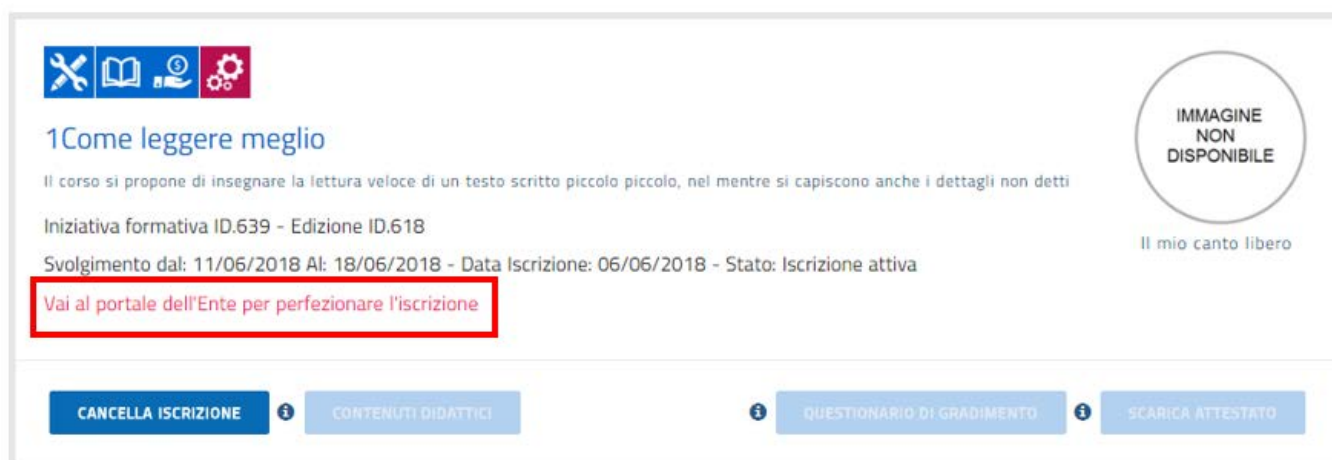 1Come leggere meglio
Il corso si propone di insegnare la lettura veloce di un testo scritto piccolo piccolo, nel mentre si capiscono anche i dettagli non detti
Iniziativa formativa ID.639 - Edizione ID.618
Svolgimento dal: 11/06/2018 Al: 18/06/2018 - Data Iscrizione: 06/06/2018 - Stato: Iscrizione attiva
Vai al portale dell'Ente per perfezionare l'iscrizione
IMMAGINE
NON
DISPONIBILE
Il mio canto libero
CANCELLA ISCRIZIONE
CONTENUTI DIDATTICI
QUESTIONARIO DI GRADIMENTO
SCARICA ATTESTATO